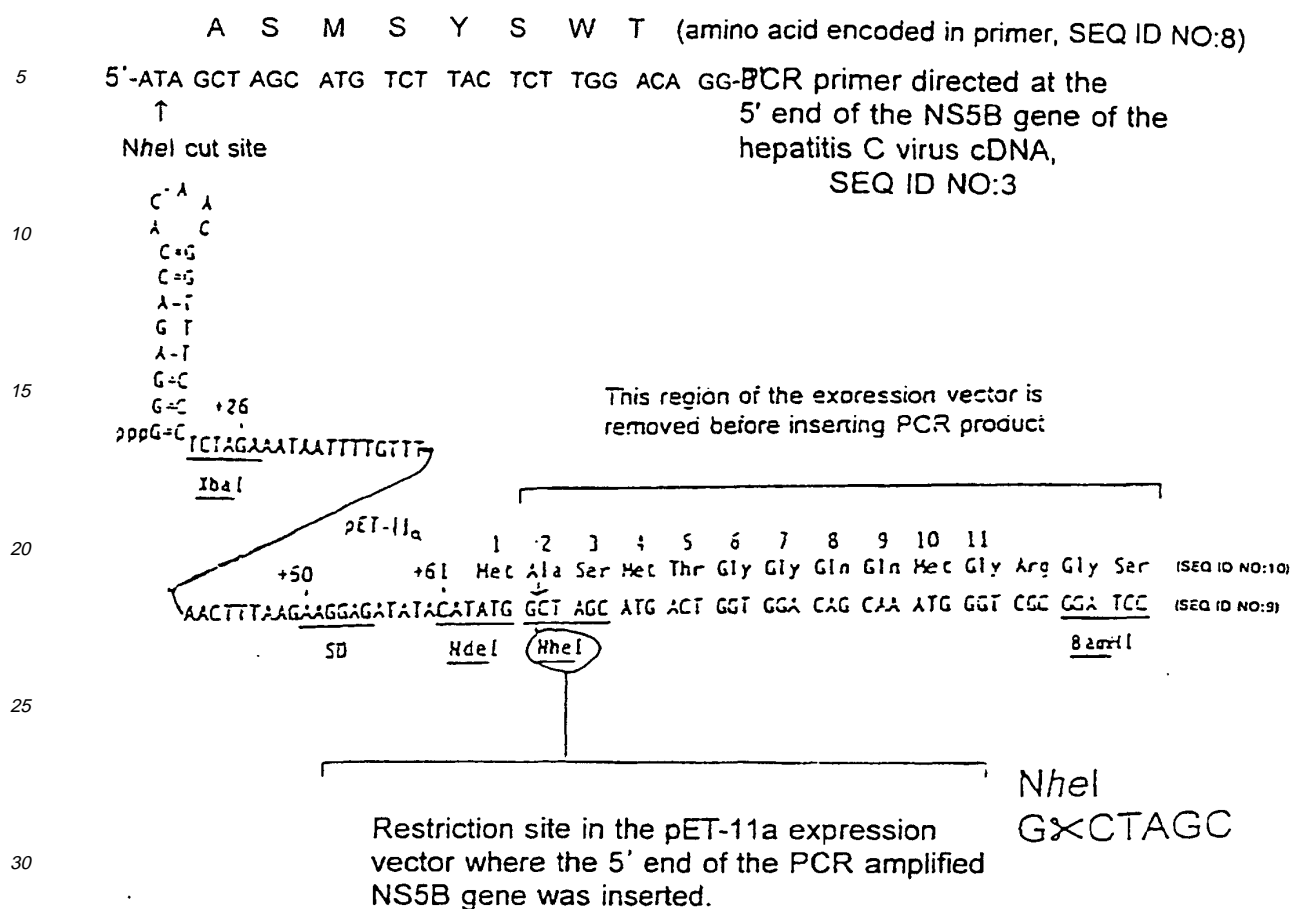 A S M S Y S W T (amino acid encoded in primer, SEQ ID NO:8)
5
5'-ATA GCT AGC ATG TCT TAC TCT TGG ACA GG-3' PCR primer directed at the
5' end of the NS5B gene of the
hepatitis C virus cDNA,
SEQ ID NO:3
↑
NheI cut site
C-A
A
A C
10
C=G
C=G
A-T
G T
A-T
15
G=C
G=C +26
pppG=C TCTAGAAATAATTTTGTTT
XbaI
This region of the expression vector is
removed before inserting PCR product
pET-11a
20
1 2 3 4 5 6 7 8 9 10 11
+50 +61 Met Ala Ser Met Thr Gly Gly Gln Gln Met Gly Arg Gly Ser (SEQ ID NO:10)
AACTTTAAGAAGGAGATATACATATG GCT AGC ATG ACT GGT GGA CAG CAA ATG GGT CGC GGA TCC (SEQ ID NO:9)
SD NdeI NheI BamHI
25
NheI
G✂CTAGC
Restriction site in the pET-11a expression
vector where the 5' end of the PCR amplified
30
NS5B gene was inserted.